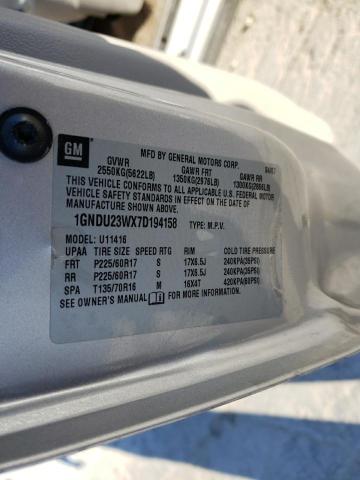 GM
MFD BY GENERAL MOTORS CORP
GVWR GAWR FRT GAWR RR
2550KG(5622LB) 1350KG(2976LB) 1300KG(2866LB)
THIS VEHICLE CONFORMS TO ALL APPLICABLE U.S. FEDERAL MOTOR
VEHICLE SAFETY STANDARDS IN EFFECT ON THE DATE OF
MANUFACTURE SHOWN ABOVE.
1GNDU23WX7D194158 TYPE: M.P.V.
MODEL: U11416
UPAA TIRE SIZE SPEED RTG RIM COLD TIRE PRESSURE
FRT P225/60R17 S 17X6.5J 240KPA(35PSI)
RR P225/60R17 S 17X6.5J 240KPA(35PSI)
SPA T135/70R16 M 16X4T 420KPA(60PSI)
SEE OWNER'S MANUAL FOR ADDITIONAL INFORMATION.